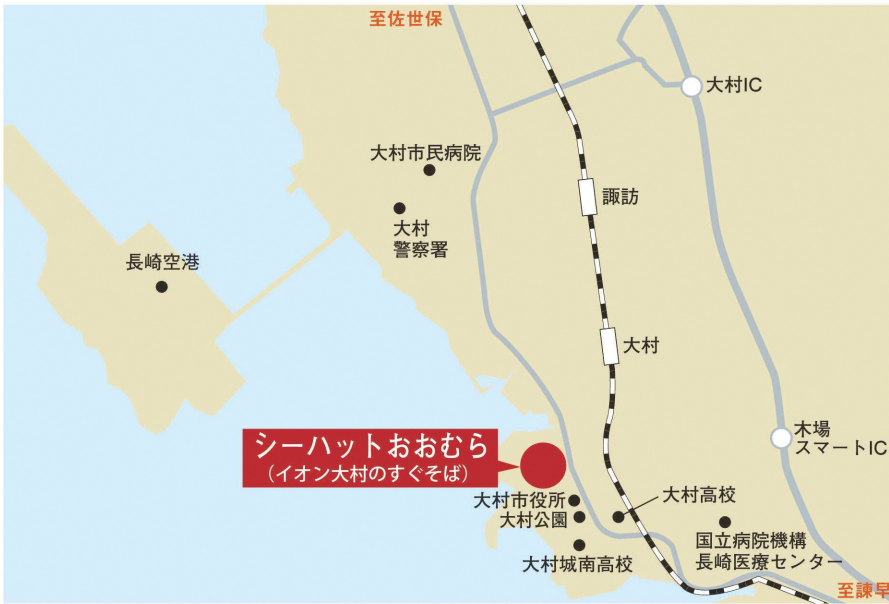 至佐世保
大村IC
大村市民病院
諏訪
大村
警察署
長崎空港
大村
シーハットおおむら
（イオン大村のすぐそば）
木場
スマートIC
大村市役所
大村高校
大村公園
国立病院機構
長崎医療センター
大村城南高校
至諫早